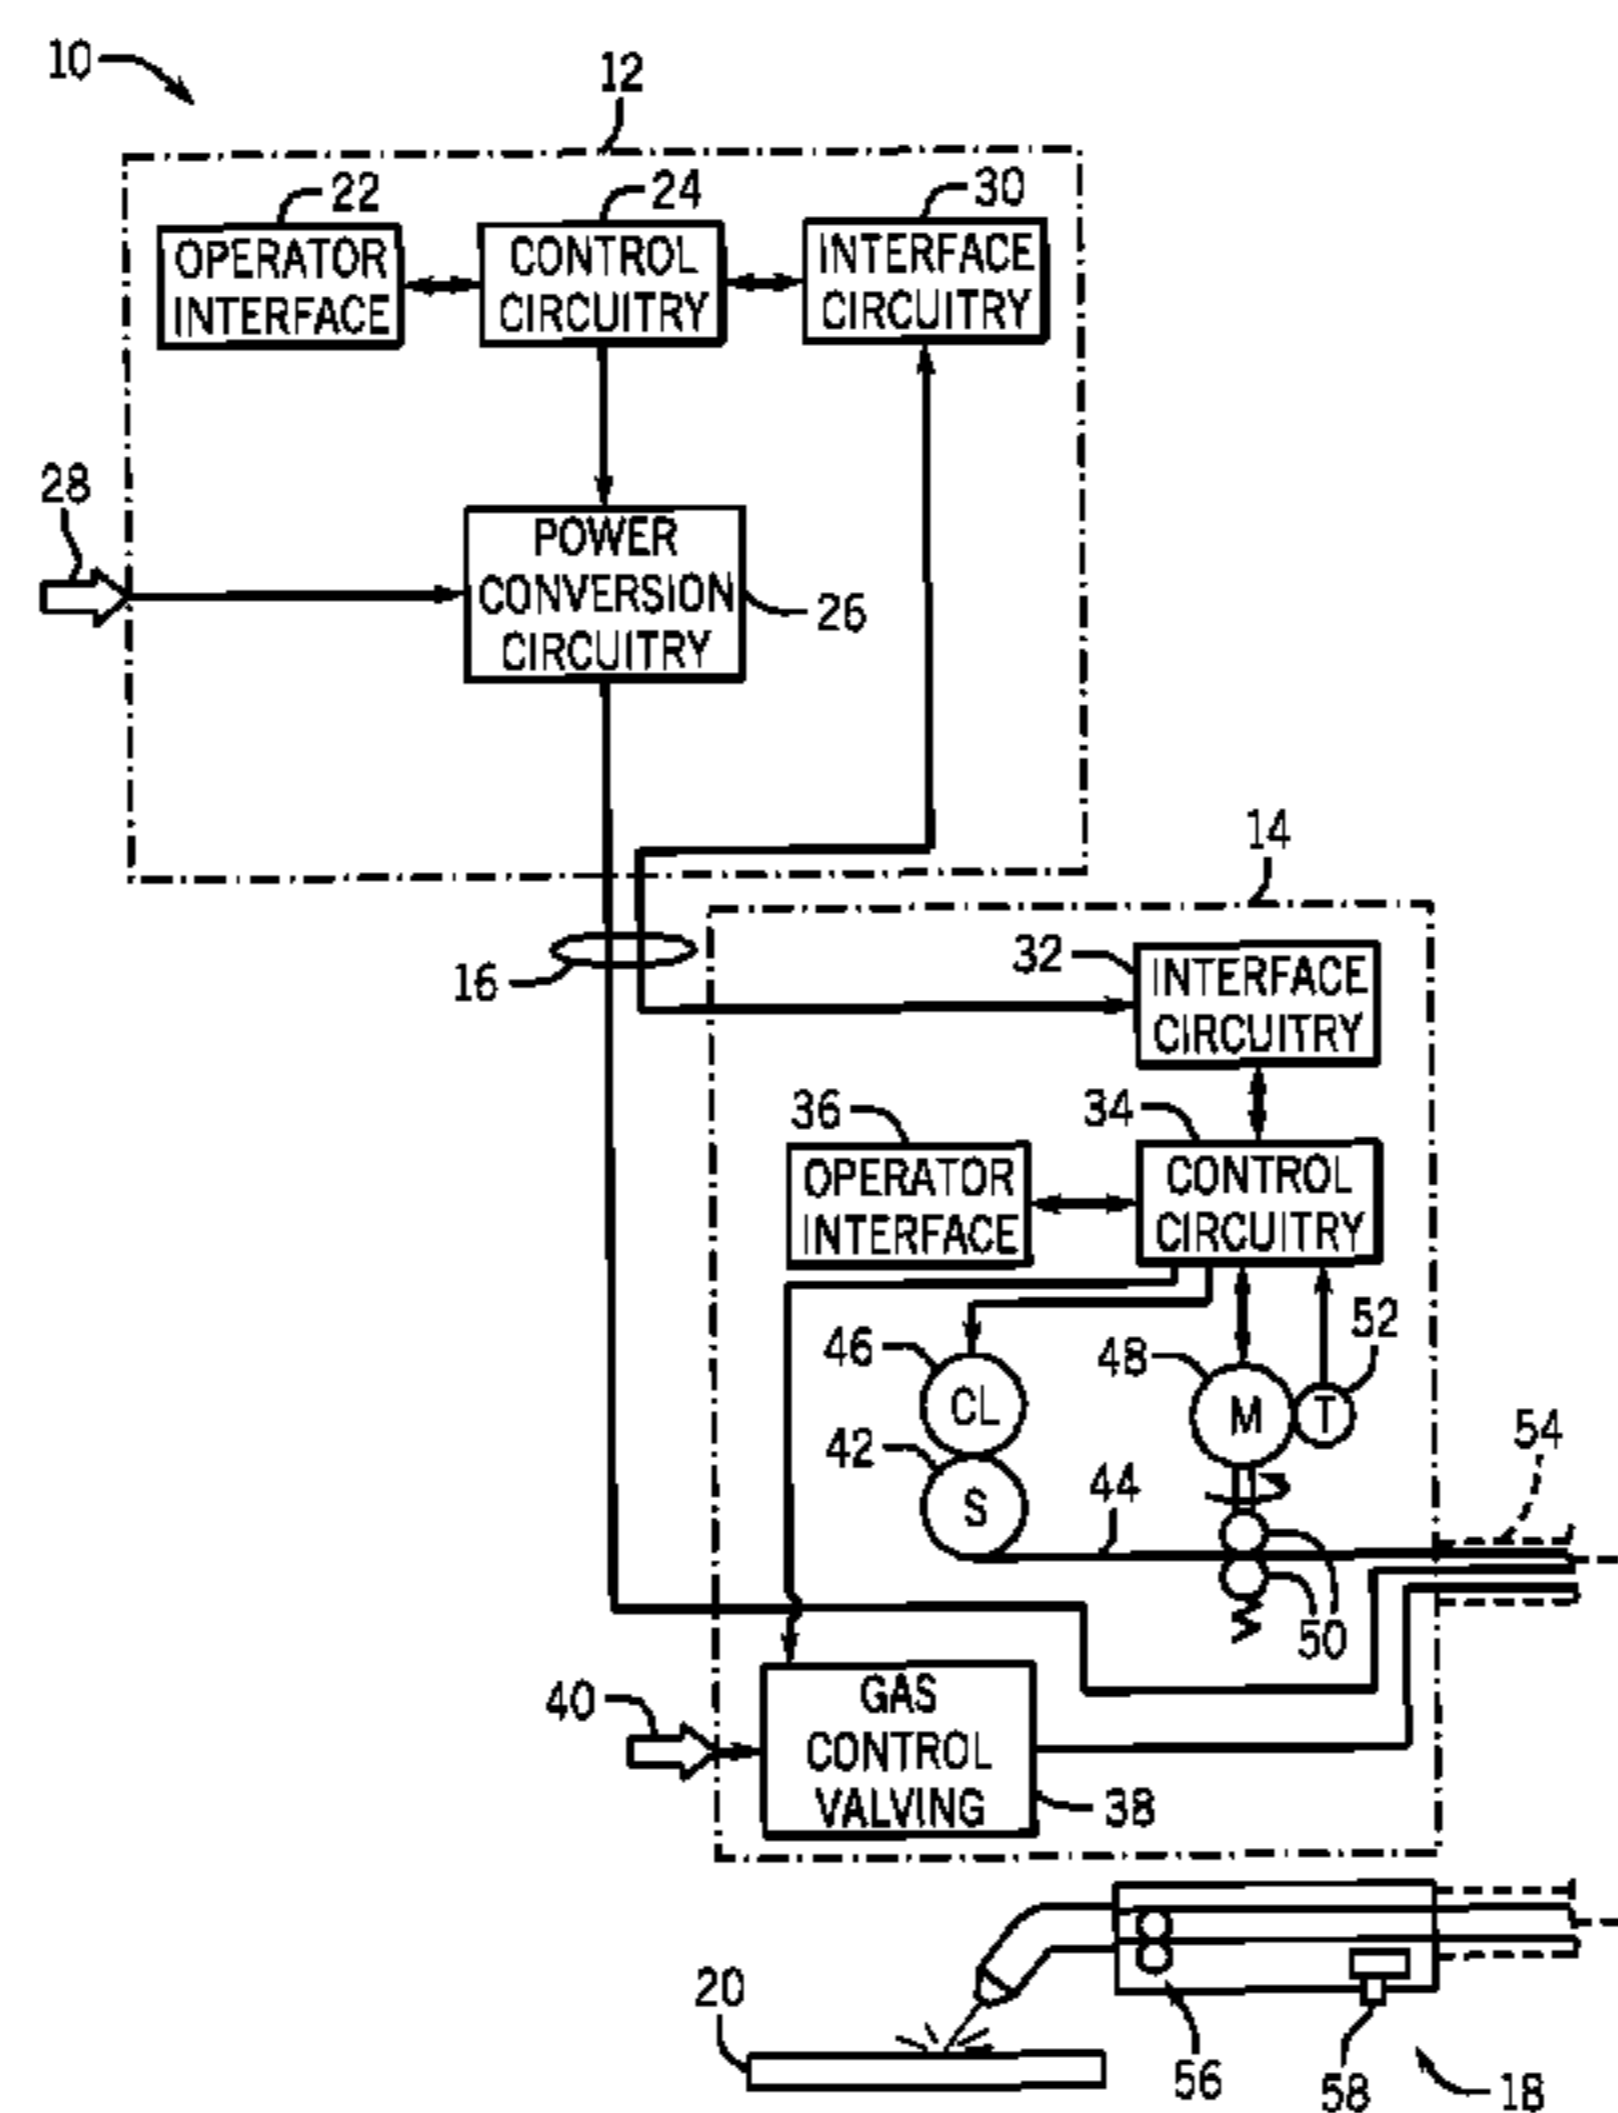 10
12
22
24
30
OPERATOR
INTERFACE
CONTROL
CIRCUITRY
INTERFACE
CIRCUITRY
28
POWER
CONVERSION
CIRCUITRY
26
14
16
32
INTERFACE
CIRCUITRY
36
34
OPERATOR
INTERFACE
CONTROL
CIRCUITRY
46
CL
48
M
52
T
42
S
44
54
50
40
GAS
CONTROL
VALVING
38
20
56
58
18